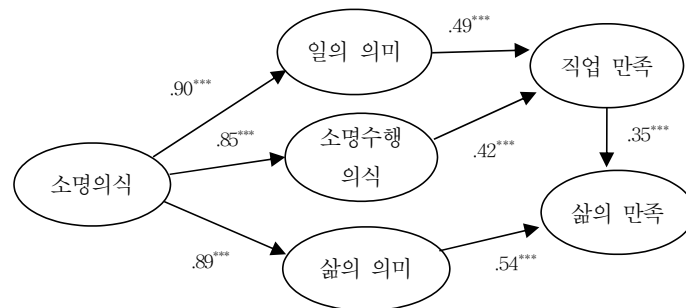 일의 의미
.49***
직업 만족
.90***
.85***
소명수행
의식
.42***
.35***
소명의식
삶의 만족
.89***
삶의 의미
.54***